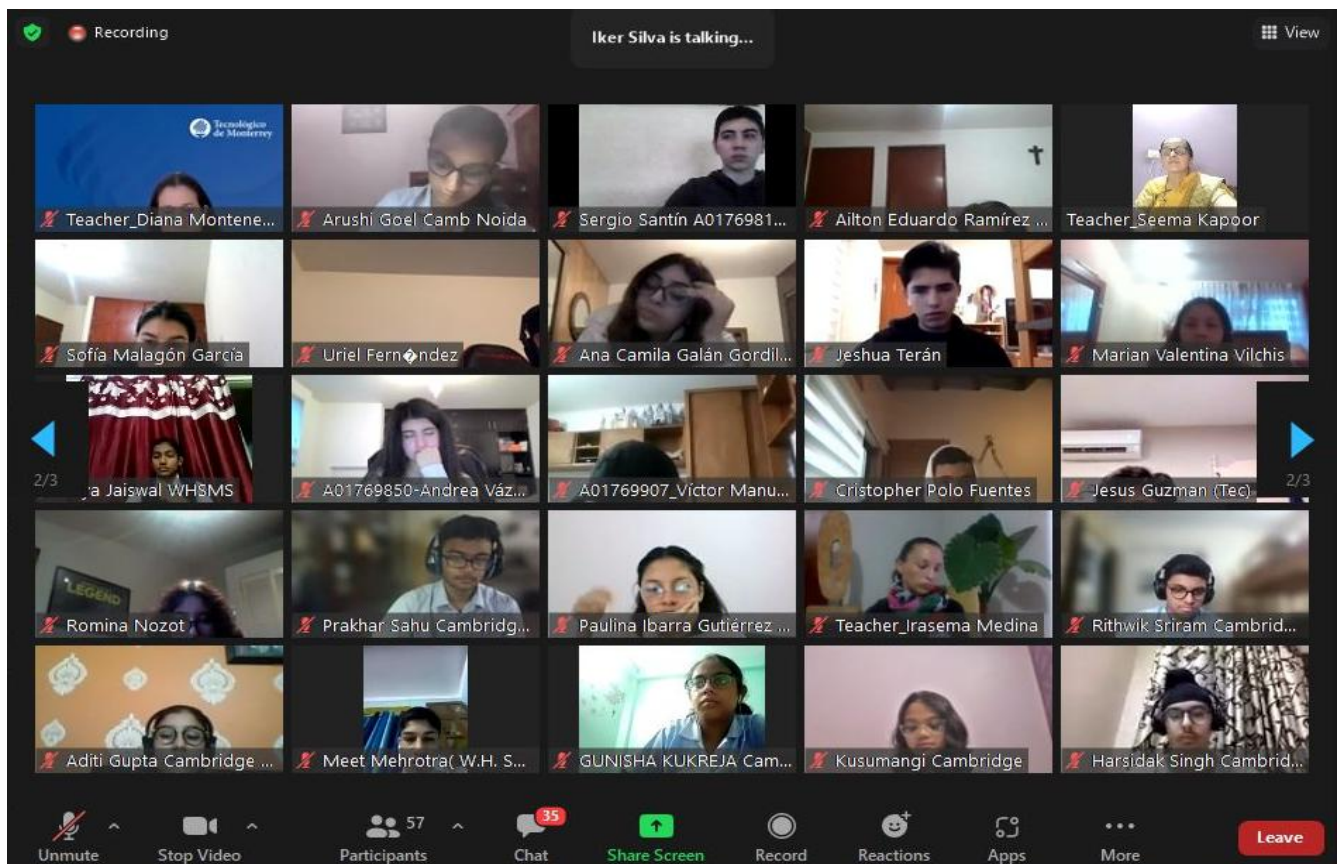 Recording
Iker Silva is talking...
View
Tecnológico
de Monterrey
Teacher_Diana Montene...
Arushi Goel Camb Noida
Sergio Santín A0176981...
Ailton Eduardo Ramírez ...
Teacher_Seema Kapoor
Sofía Malagón García
Uriel Fern�ndez
Ana Camila Galán Gordil...
Jeshua Terán
Marian Valentina Vilchis
2/3
ya Jaiswal WHSMS
A01769850-Andrea Váz...
A01769907_Víctor Manu...
Cristopher Polo Fuentes
Jesus Guzman (Tec)
2/3
LEGEND
Romina Nozot
Prakhar Sahu Cambridg...
Paulina Ibarra Gutiérrez ...
Teacher_Irasema Medina
Rithwik Sriram Cambrid...
Aditi Gupta Cambridge ...
Meet Mehrotra( W.H. S...
GUNISHA KUKREJA Cam...
Kusumangi Cambridge
Harsidak Singh Cambrid...
Unmute
Stop Video
57
Participants
35
Chat
Share Screen
Record
Reactions
Apps
More
Leave